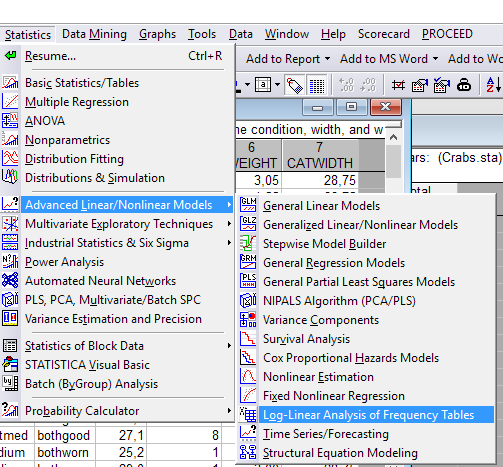 Statistics Data Mining Graphs Tools Data Window Help Scorecard PROCEED
Resume... Ctrl+R
Add to Report Add to MS Word Add to Wo
Basic Statistics/Tables
Multiple Regression
ANOVA
Nonparametrics
Distribution Fitting
Distributions & Simulation
Advanced Linear/Nonlinear Models
Multivariate Exploratory Techniques
Industrial Statistics & Six Sigma
Power Analysis
Automated Neural Networks
PLS, PCA, Multivariate/Batch SPC
Variance Estimation and Precision
Statistics of Block Data
STATISTICA Visual Basic
Batch (ByGroup) Analysis
Probability Calculator
ne condition, width, and w
6 7
WEIGHT CATWIDTH
3,05 28,75
ars: (Crabs.sta)
General Linear Models
Generalized Linear/Nonlinear Models
Stepwise Model Builder
General Regression Models
General Partial Least Squares Models
NIPALS Algorithm (PCA/PLS)
Variance Components
Survival Analysis
Cox Proportional Hazards Models
Nonlinear Estimation
Fixed Nonlinear Regression
Log-Linear Analysis of Frequency Tables
Time Series/Forecasting
Structural Equation Modeling
tmed bothgood 27,1 8
dium bothworn 25,2 1